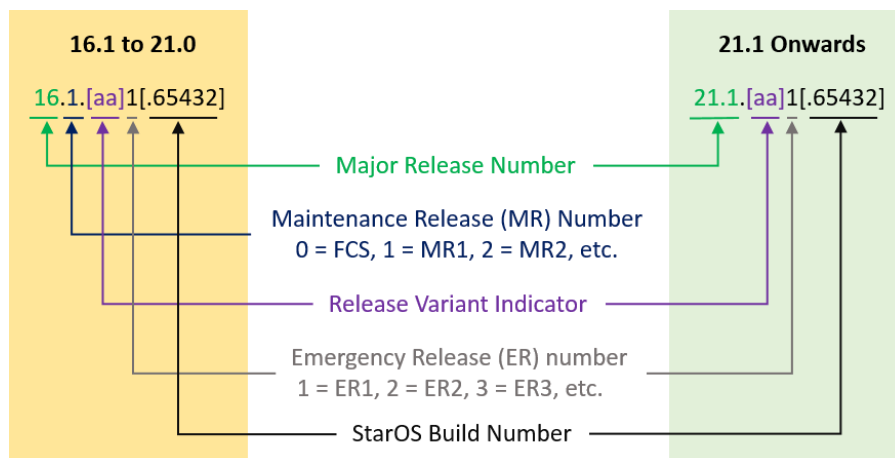 16.1 to 21.0
21.1 Onwards
16.1.[aa]1[.65432]
21.1.[aa]1[.65432]
Major Release Number
Maintenance Release (MR) Number
0 = FCS, 1 = MR1, 2 = MR2, etc.
Release Variant Indicator
Emergency Release (ER) number
1 = ER1, 2 = ER2, 3 = ER3, etc.
StarOS Build Number